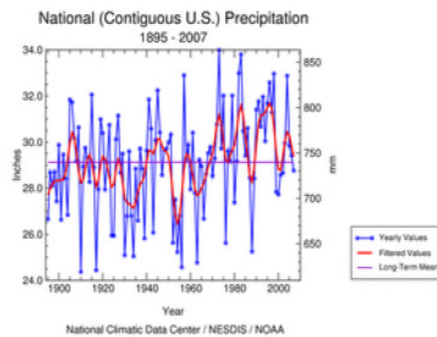 National (Contiguous U.S.) Precipitation
1895 - 2007
34.0
32.0
30.0
28.0
26.0
24.0
Inches
850
800
750
700
650
mm
1900
1920
1940
1960
1980
2000
Year
Yearly Values
Filtered Values
Long-Term Mean
National Climatic Data Center / NESDIS / NOAA